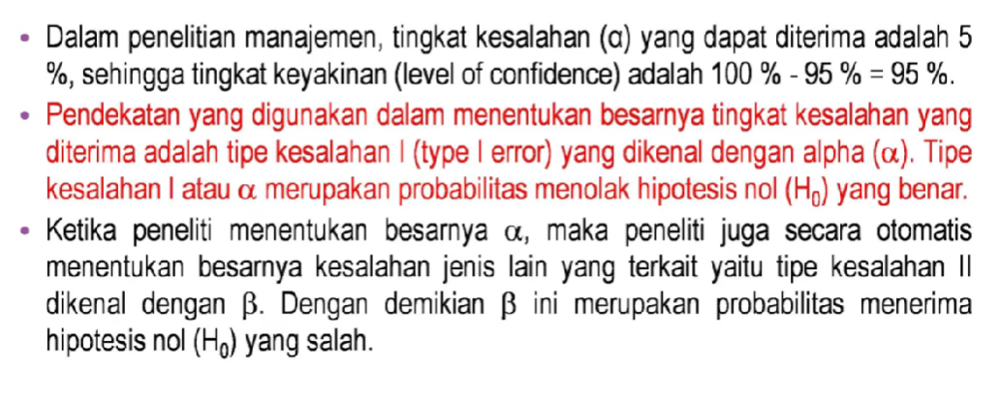 • Dalam penelitian manajemen, tingkat kesalahan (α) yang dapat diterima adalah 5
%, sehingga tingkat keyakinan (level of confidence) adalah 100 % - 95 % = 95 %.
• Pendekatan yang digunakan dalam menentukan besarnya tingkat kesalahan yang
diterima adalah tipe kesalahan I (type I error) yang dikenal dengan alpha (α). Tipe
kesalahan I atau α merupakan probabilitas menolak hipotesis nol (H₀) yang benar.
• Ketika peneliti menentukan besarnya α, maka peneliti juga secara otomatis
menentukan besarnya kesalahan jenis lain yang terkait yaitu tipe kesalahan II
dikenal dengan β. Dengan demikian β ini merupakan probabilitas menerima
hipotesis nol (H₀) yang salah.